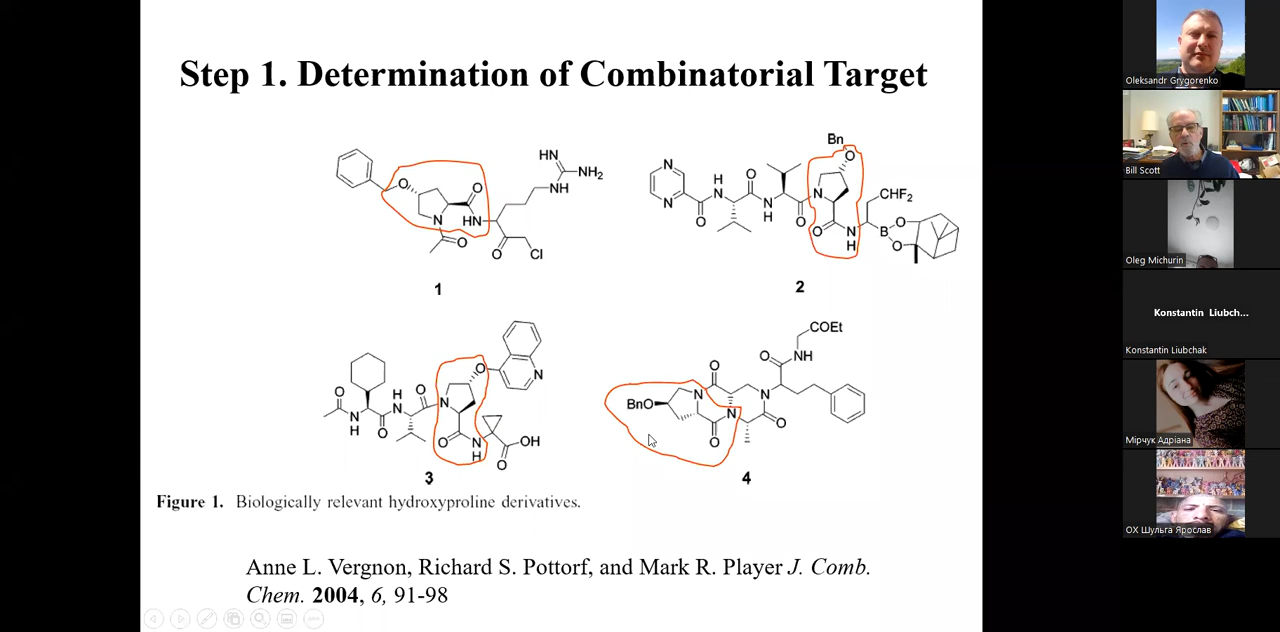 Step 1. Determination of Combinatorial Target
O
N
O
HN
O
O
Cl
HN
NH2
NH
1
N
N
H
N
O
O
N
H
O
N
Bn
O
O
N
H
CHF2
B
O
O
2
O
N
H
O
H
N
O
N
O
N
O
N
H
O
OH
3
BnO
N
O
O
N
N
O
O
NH
COEt
4
Figure 1. Biologically relevant hydroxyproline derivatives.
Anne L. Vergnon, Richard S. Pottorf, and Mark R. Player J. Comb.
Chem. 2004, 6, 91-98
Oleksandr Grygorenko
Bill Scott
Oleg Michurin
Konstantin Liubch...
Konstantin Liubchak
Мірчук Адріана
ОХ Шульга Ярослав